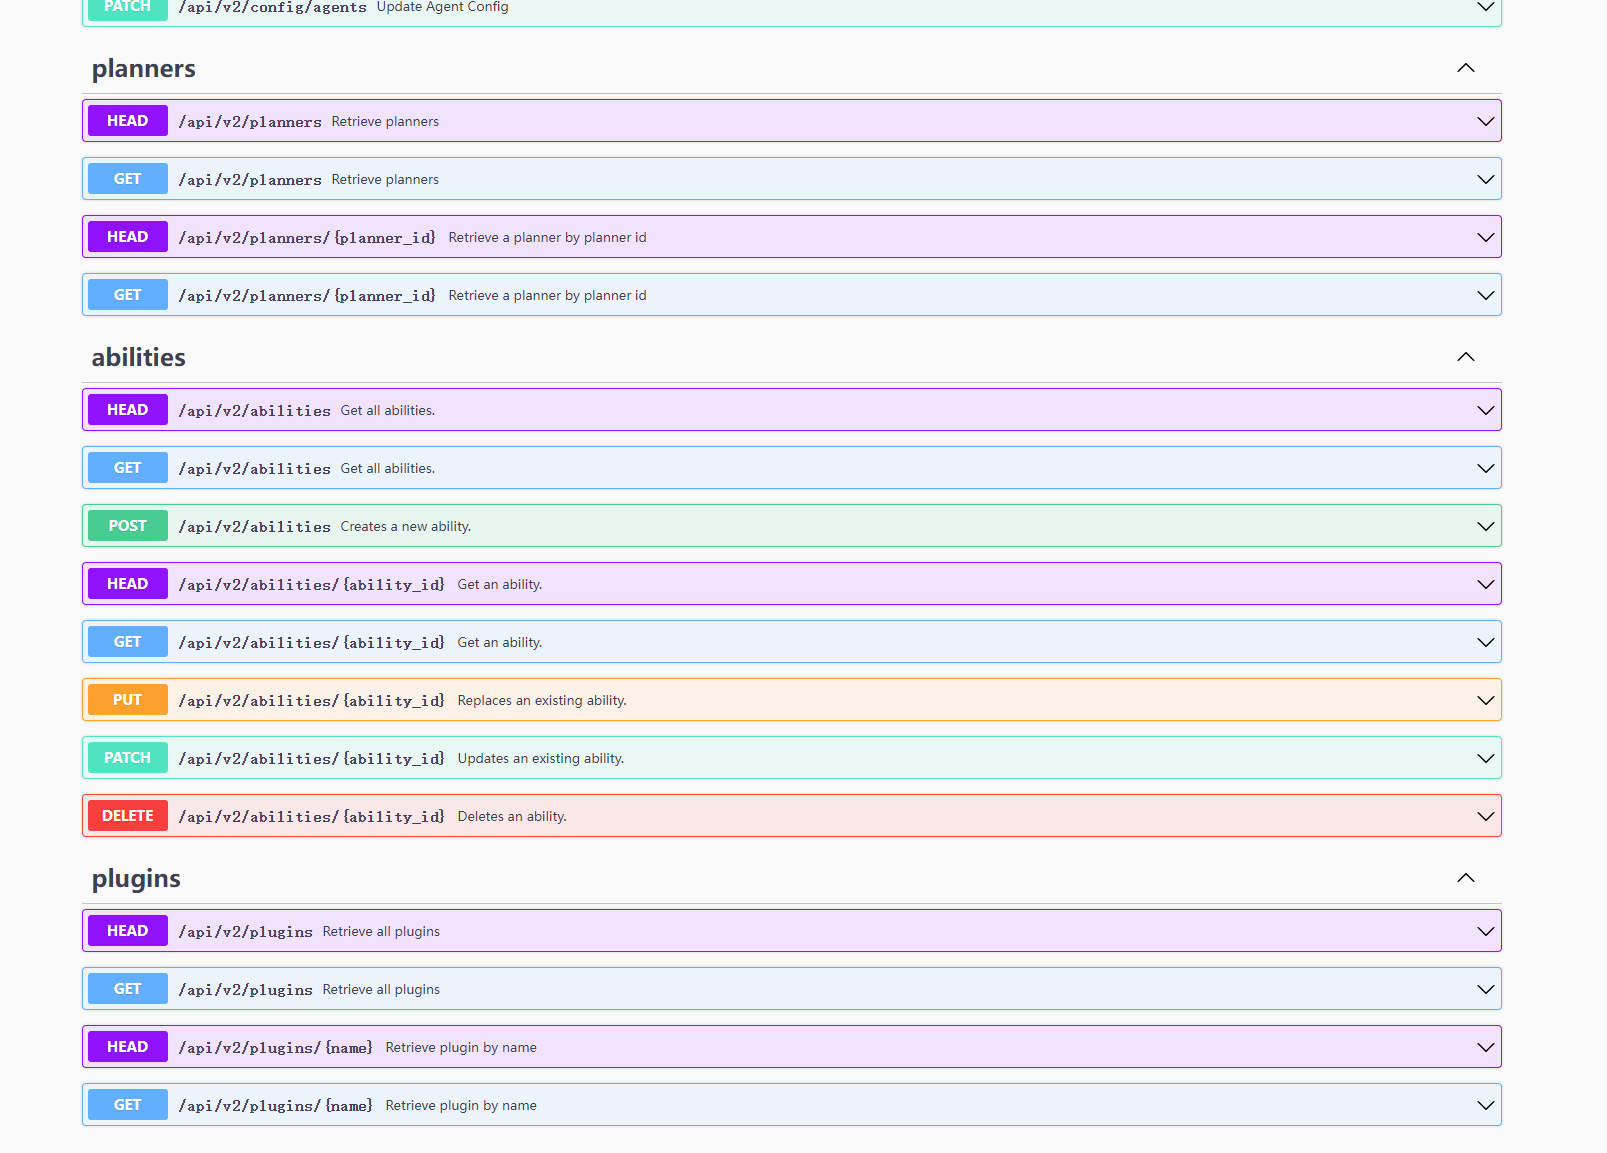 PATCH /api/v2/config/agents Update Agent Config
planners
HEAD /api/v2/planners Retrieve planners
GET /api/v2/planners Retrieve planners
HEAD /api/v2/planners/{planner_id} Retrieve a planner by planner id
GET /api/v2/planners/{planner_id} Retrieve a planner by planner id
abilities
HEAD /api/v2/abilities Get all abilities.
GET /api/v2/abilities Get all abilities.
POST /api/v2/abilities Creates a new ability.
HEAD /api/v2/abilities/{ability_id} Get an ability.
GET /api/v2/abilities/{ability_id} Get an ability.
PUT /api/v2/abilities/{ability_id} Replaces an existing ability.
PATCH /api/v2/abilities/{ability_id} Updates an existing ability.
DELETE /api/v2/abilities/{ability_id} Deletes an ability.
plugins
HEAD /api/v2/plugins Retrieve all plugins
GET /api/v2/plugins Retrieve all plugins
HEAD /api/v2/plugins/{name} Retrieve plugin by name
GET /api/v2/plugins/{name} Retrieve plugin by name